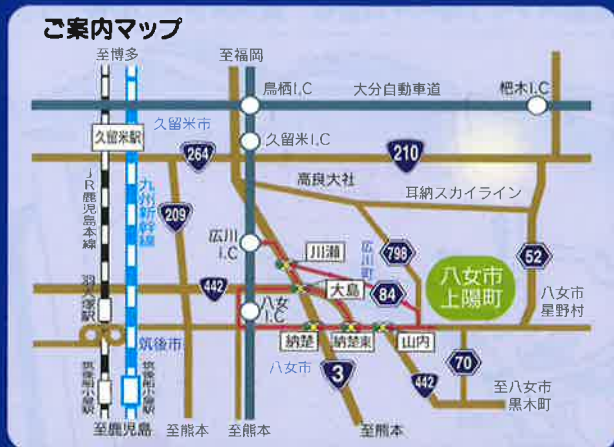 ご案内マップ
至博多
至福岡
鳥栖I.C
大分自動車道
杷木I.C
久留米市
久留米駅
久留米I.C
264
210
高良大社
耳納スカイライン
JR鹿児島本線
九州新幹線
209
広川I.C
川瀬
広川町
798
52
442
大島
84
八女市
上陽町
八女市
星野村
羽犬塚駅
八女I.C
筑後市
納楚
納楚東
山内
八女市
3
70
442
筑後船小屋駅
筑後船小屋駅
至八女市
黒木町
至鹿児島
至熊本
至熊本
至熊本